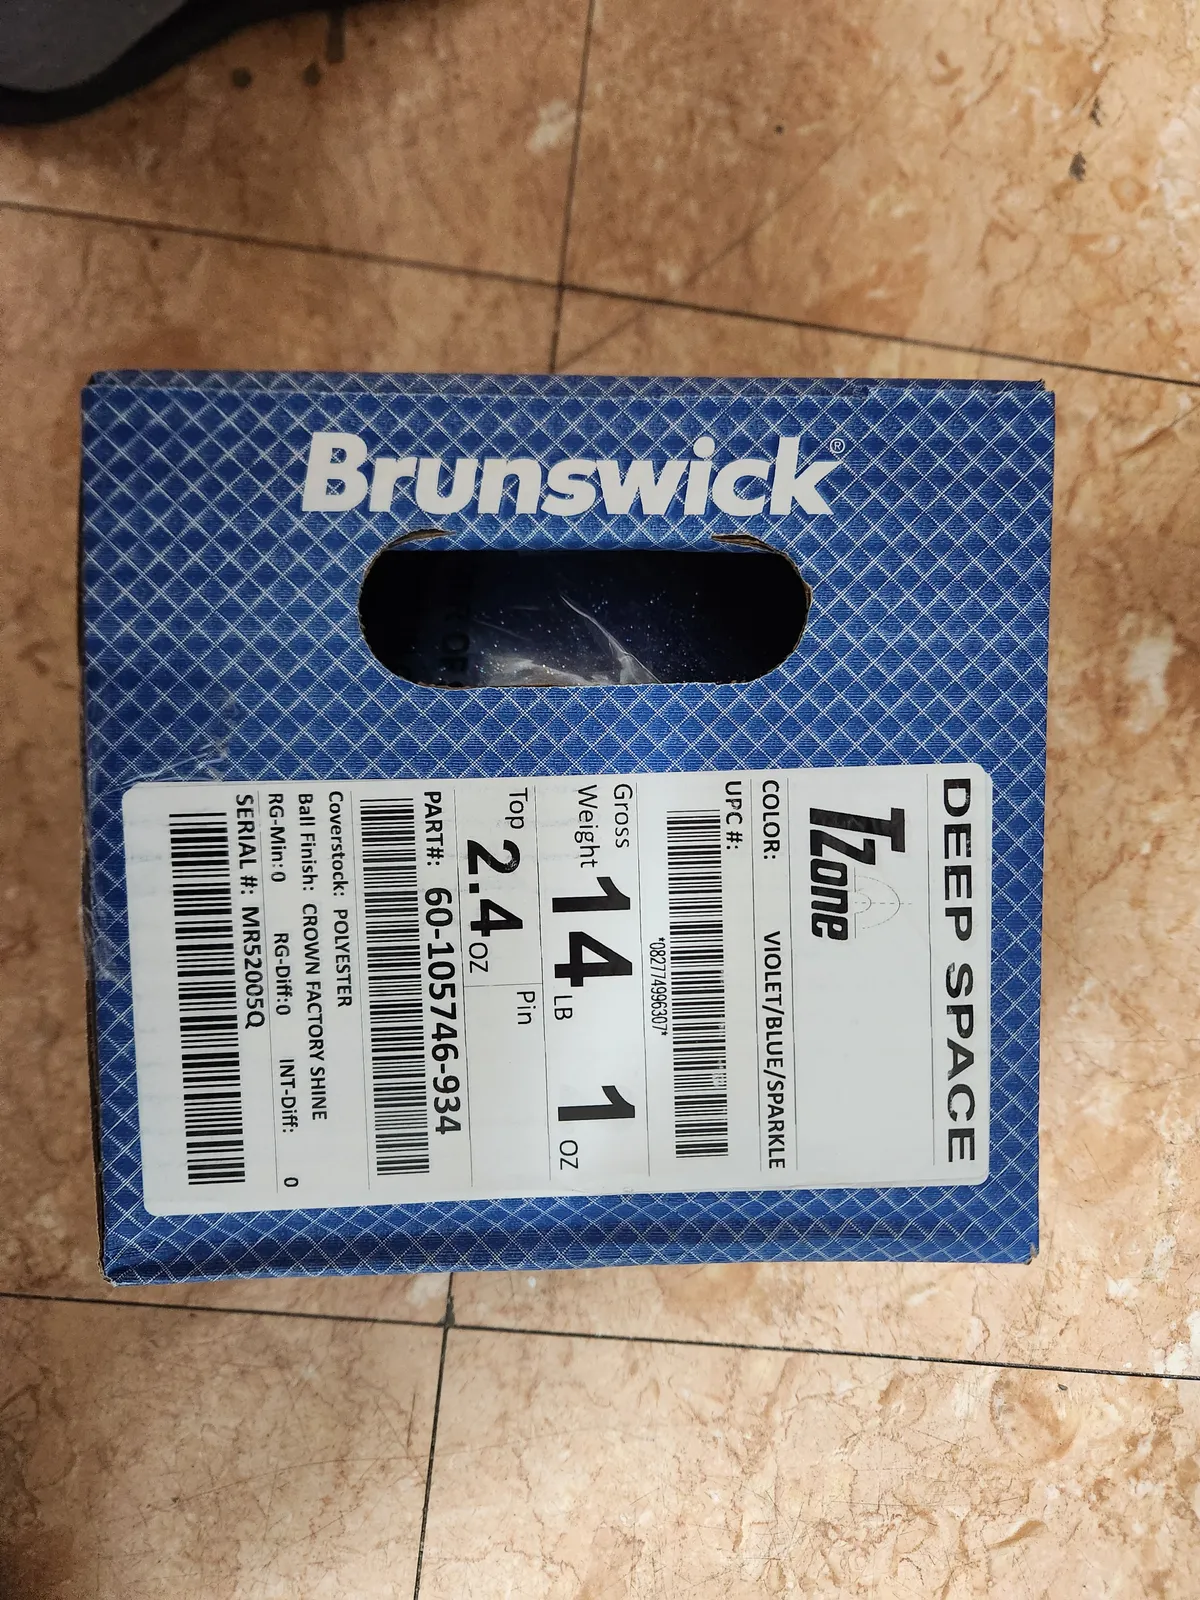 Brunswick®
DEEP SPACE
TZone
COLOR: VIOLET/BLUE/SPARKLE
UPC #:
*082774996307*
Gross Weight 14 LB 1 OZ
Top 2.4 OZ Pin
PART#: 60-105746-934
Coverstock: POLYESTER
Ball Finish: CROWN FACTORY SHINE
RG-Min:0 RG-Diff:0 INT-Diff: 0
SERIAL #: MR52005Q